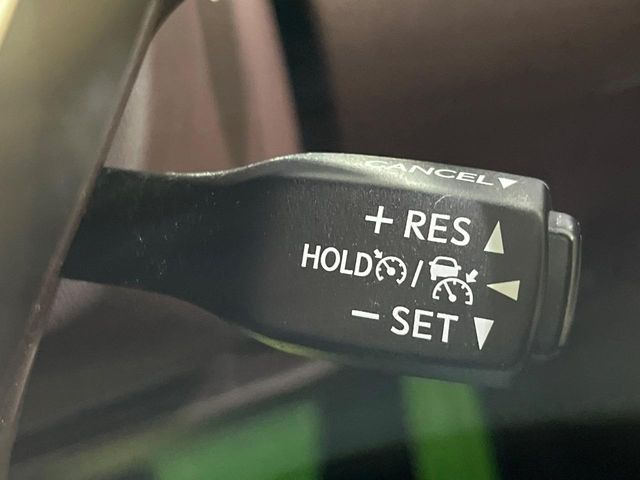 CANCEL▼
+ RES ▲
HOLD / ◀
− SET ▼